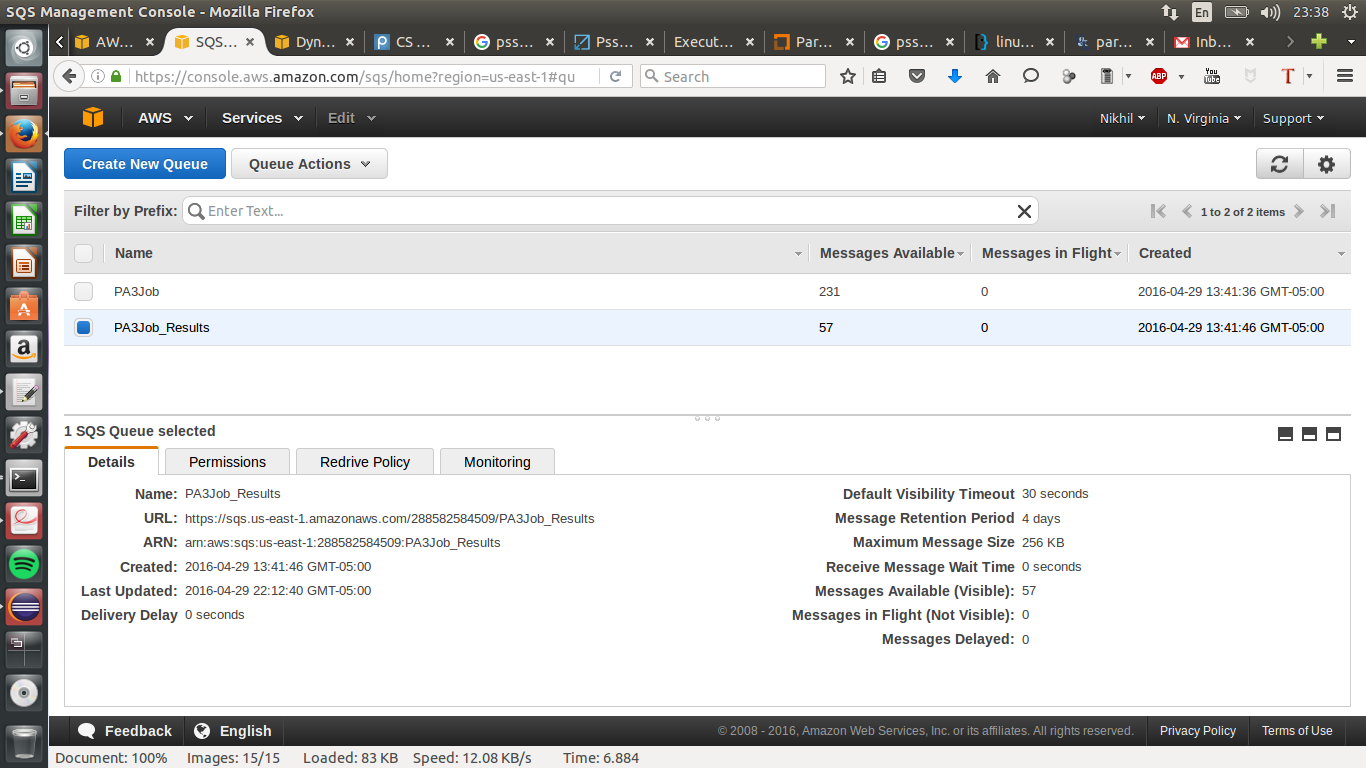 SQS Management Console - Mozilla Firefox
En
23:38
AW...
SQS...
Dyn...
CS ...
pss...
Pss...
Execut...
Par...
pss...
linu...
par...
Inb...
https://console.aws.amazon.com/sqs/home?region=us-east-1#qu
Search
ABP
You Tube
T
AWS
Services
Edit
Nikhil
N. Virginia
Support
Create New Queue
Queue Actions
Filter by Prefix:
Enter Text...
1 to 2 of 2 items
Name
Messages Available
Messages in Flight
Created
PA3Job
231
0
2016-04-29 13:41:36 GMT-05:00
PA3Job_Results
57
0
2016-04-29 13:41:46 GMT-05:00
1 SQS Queue selected
Details
Permissions
Redrive Policy
Monitoring
Name: PA3Job_Results
URL: https://sqs.us-east-1.amazonaws.com/288582584509/PA3Job_Results
ARN: arn:aws:sqs:us-east-1:288582584509:PA3Job_Results
Created: 2016-04-29 13:41:46 GMT-05:00
Last Updated: 2016-04-29 22:12:40 GMT-05:00
Delivery Delay 0 seconds
Default Visibility Timeout 30 seconds
Message Retention Period 4 days
Maximum Message Size 256 KB
Receive Message Wait Time 0 seconds
Messages Available (Visible): 57
Messages in Flight (Not Visible): 0
Messages Delayed: 0
Feedback
English
© 2008 - 2016, Amazon Web Services, Inc. or its affiliates. All rights reserved.
Privacy Policy
Terms of Use
Document: 100%
Images: 15/15
Loaded: 83 KB
Speed: 12.08 KB/s
Time: 6.884